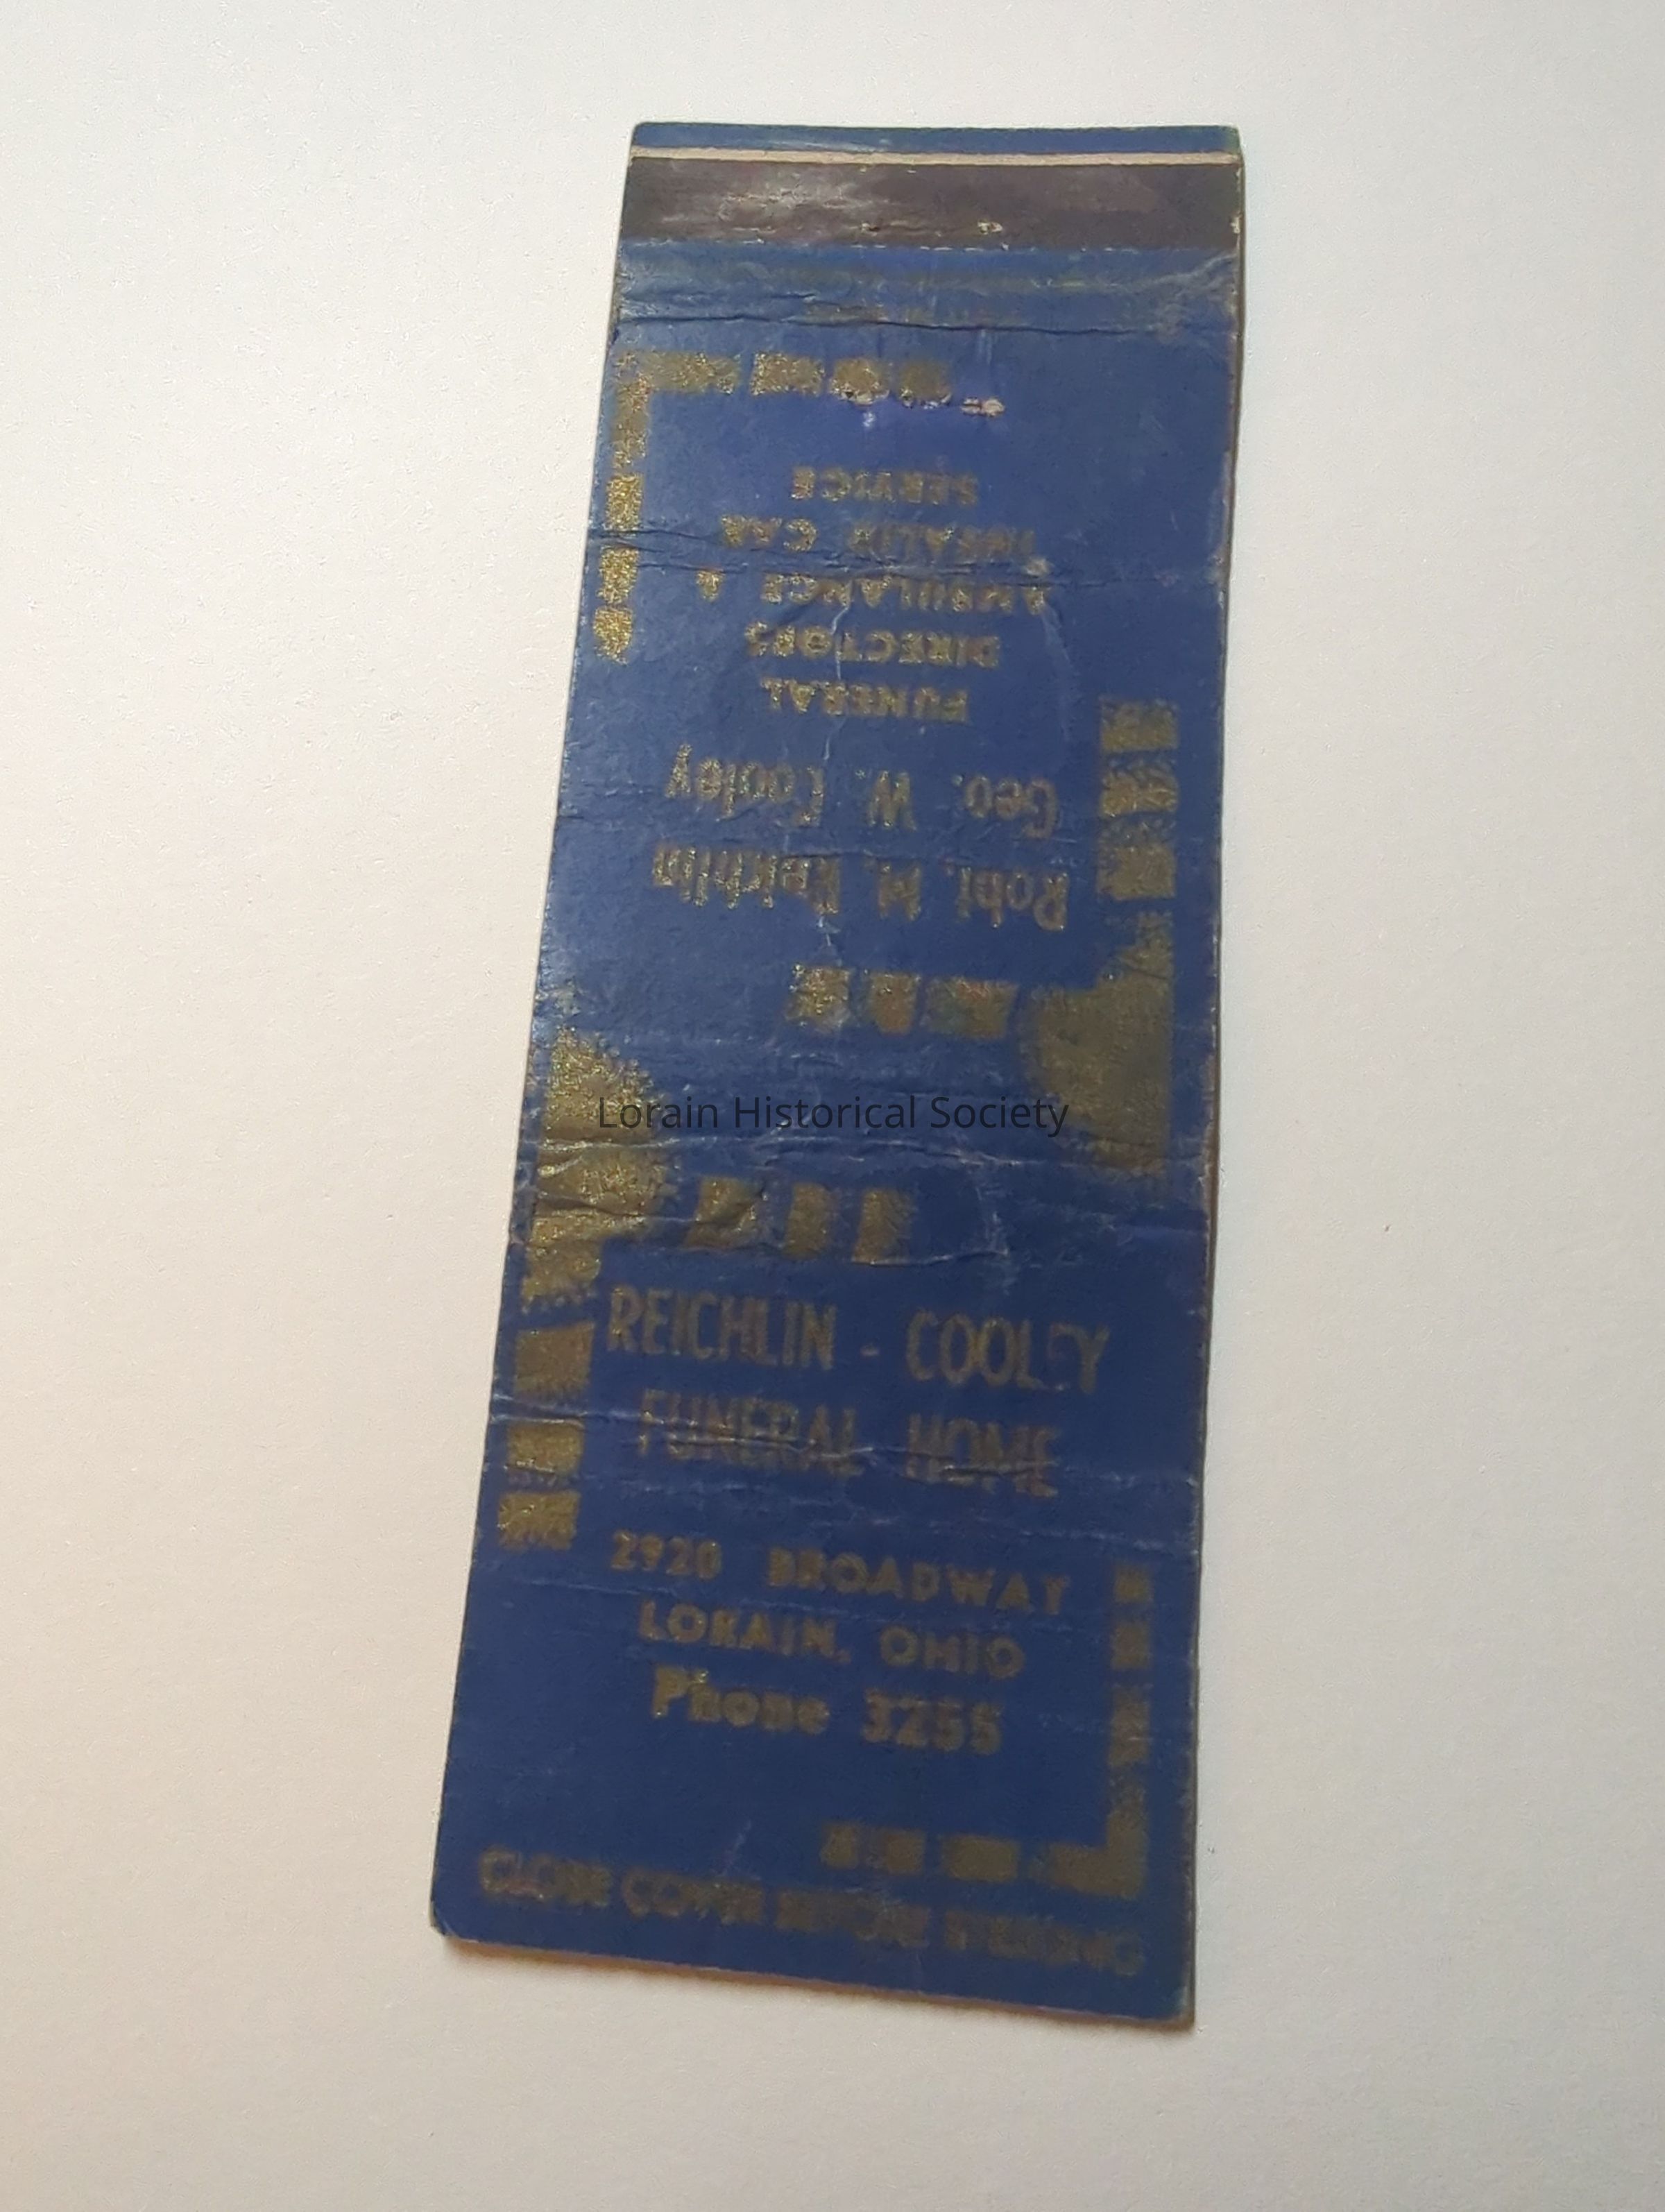 REICHLIN - COOLEY
FUNERAL HOME
2920 BROADWAY
LORAIN, OHIO
Phone 3255
CLOSE COVER BEFORE STRIKING
Robt. M. Reichlin
Geo. W. Cooley
FUNERAL
DIRECTORS
AMBULANCE &
INVALID CAR
SERVICE
Lorain Historical Society